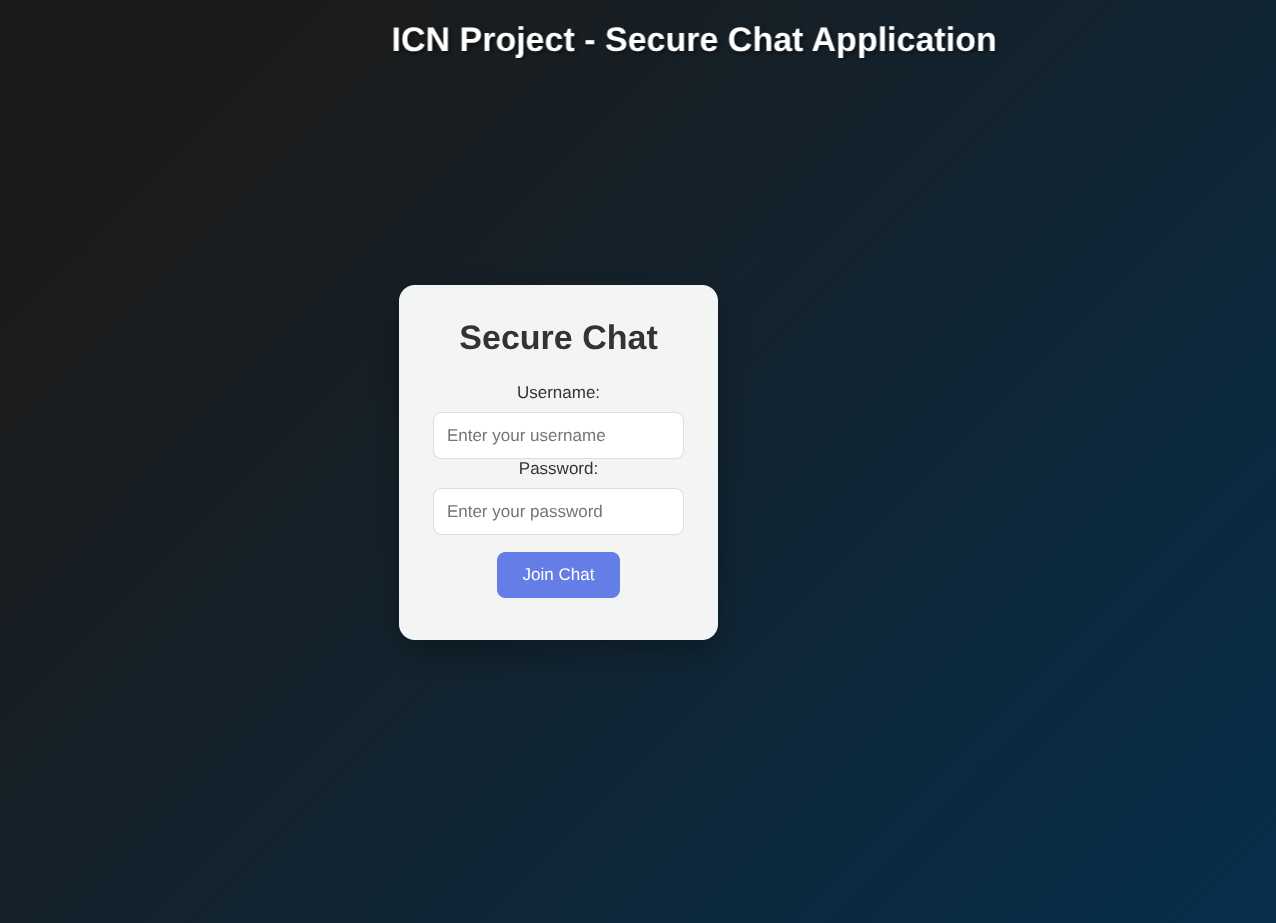 ICN Project - Secure Chat Application
Secure Chat
Username:
Enter your username
Password:
Enter your password
Join Chat